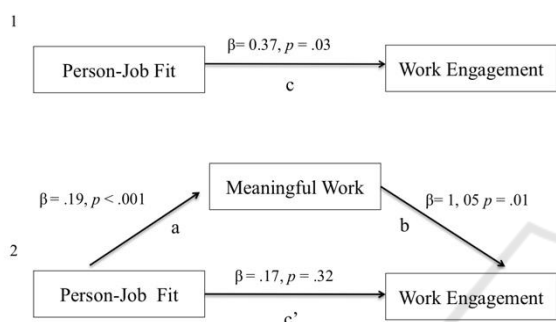 1
β= 0.37, p = .03
Person-Job Fit
Work Engagement
c
Meaningful Work
β= .19, p < .001
β= 1, 05 p = .01
a
b
2
β= .17, p = .32
Person-Job Fit
Work Engagement
c’